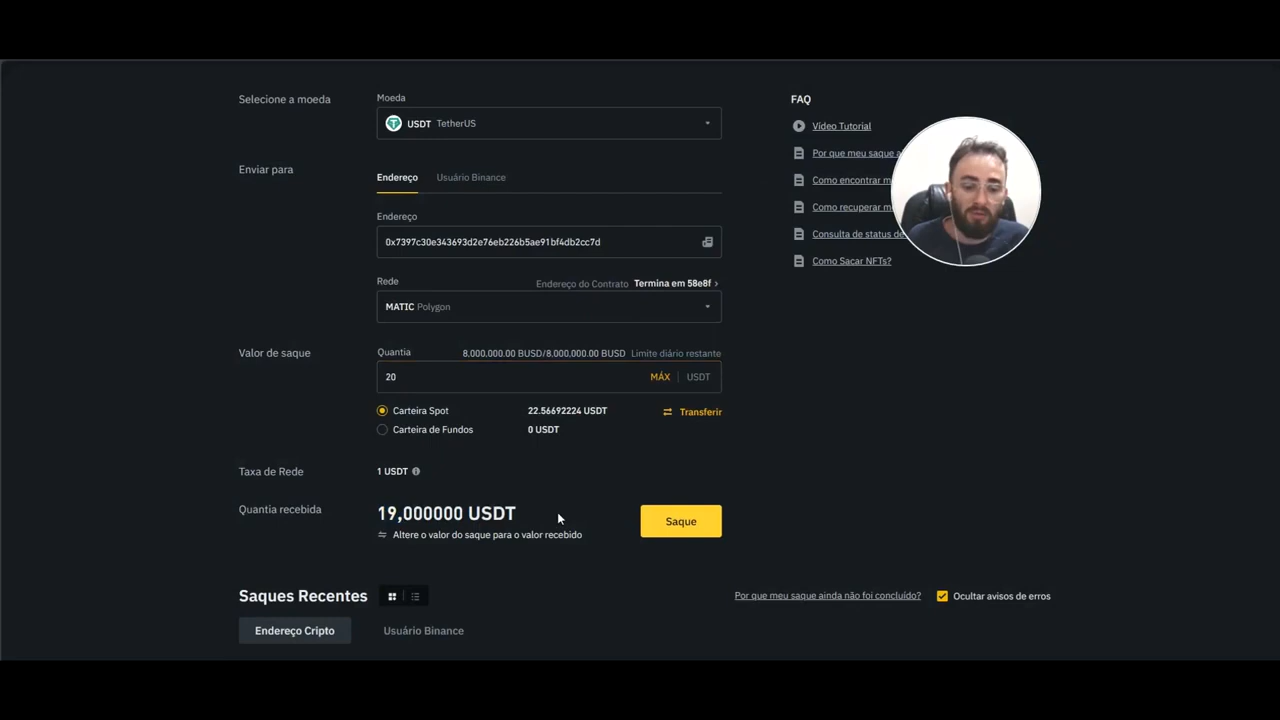 Selecione a moeda
Moeda
USDT TetherUS
Enviar para
Endereço Usuário Binance
Endereço
0x7397c30e343693d2e76eb226b5ae91bf4db2cc7d
Rede
Endereço do Contrato Termina em 58e8f
MATIC Polygon
Valor de saque
Quantia
8.000,000.00 BUSD/8.000,000.00 BUSD Limite diário restante
20 MÁX USDT
Carteira Spot 22.56692224 USDT Transferir
Carteira de Fundos 0 USDT
Taxa de Rede 1 USDT
Quantia recebida 19,000000 USDT
Altere o valor do saque para o valor recebido
Saque
FAQ
Vídeo Tutorial
Por que meu saque a
Como encontrar m
Como recuperar m
Consulta de status de
Como Sacar NFTs?
Saques Recentes
Por que meu saque ainda não foi concluído? Ocultar avisos de erros
Endereço Cripto Usuário Binance